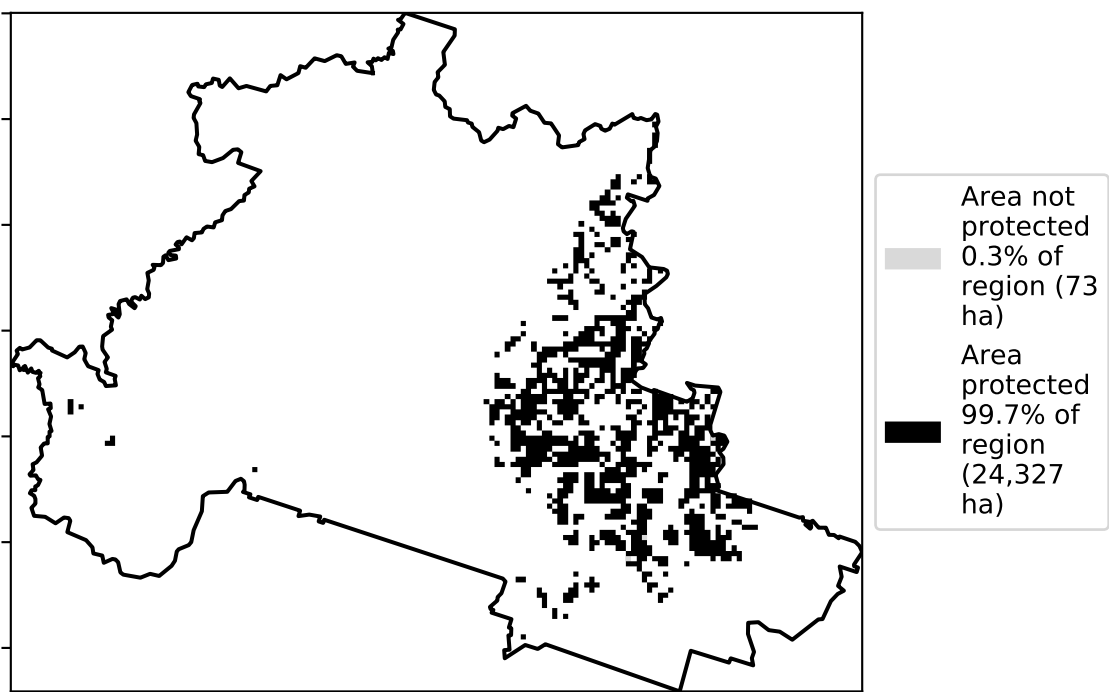 Area not
protected
0.3% of
region (73
ha)
Area
protected
99.7% of
region
(24,327
ha)